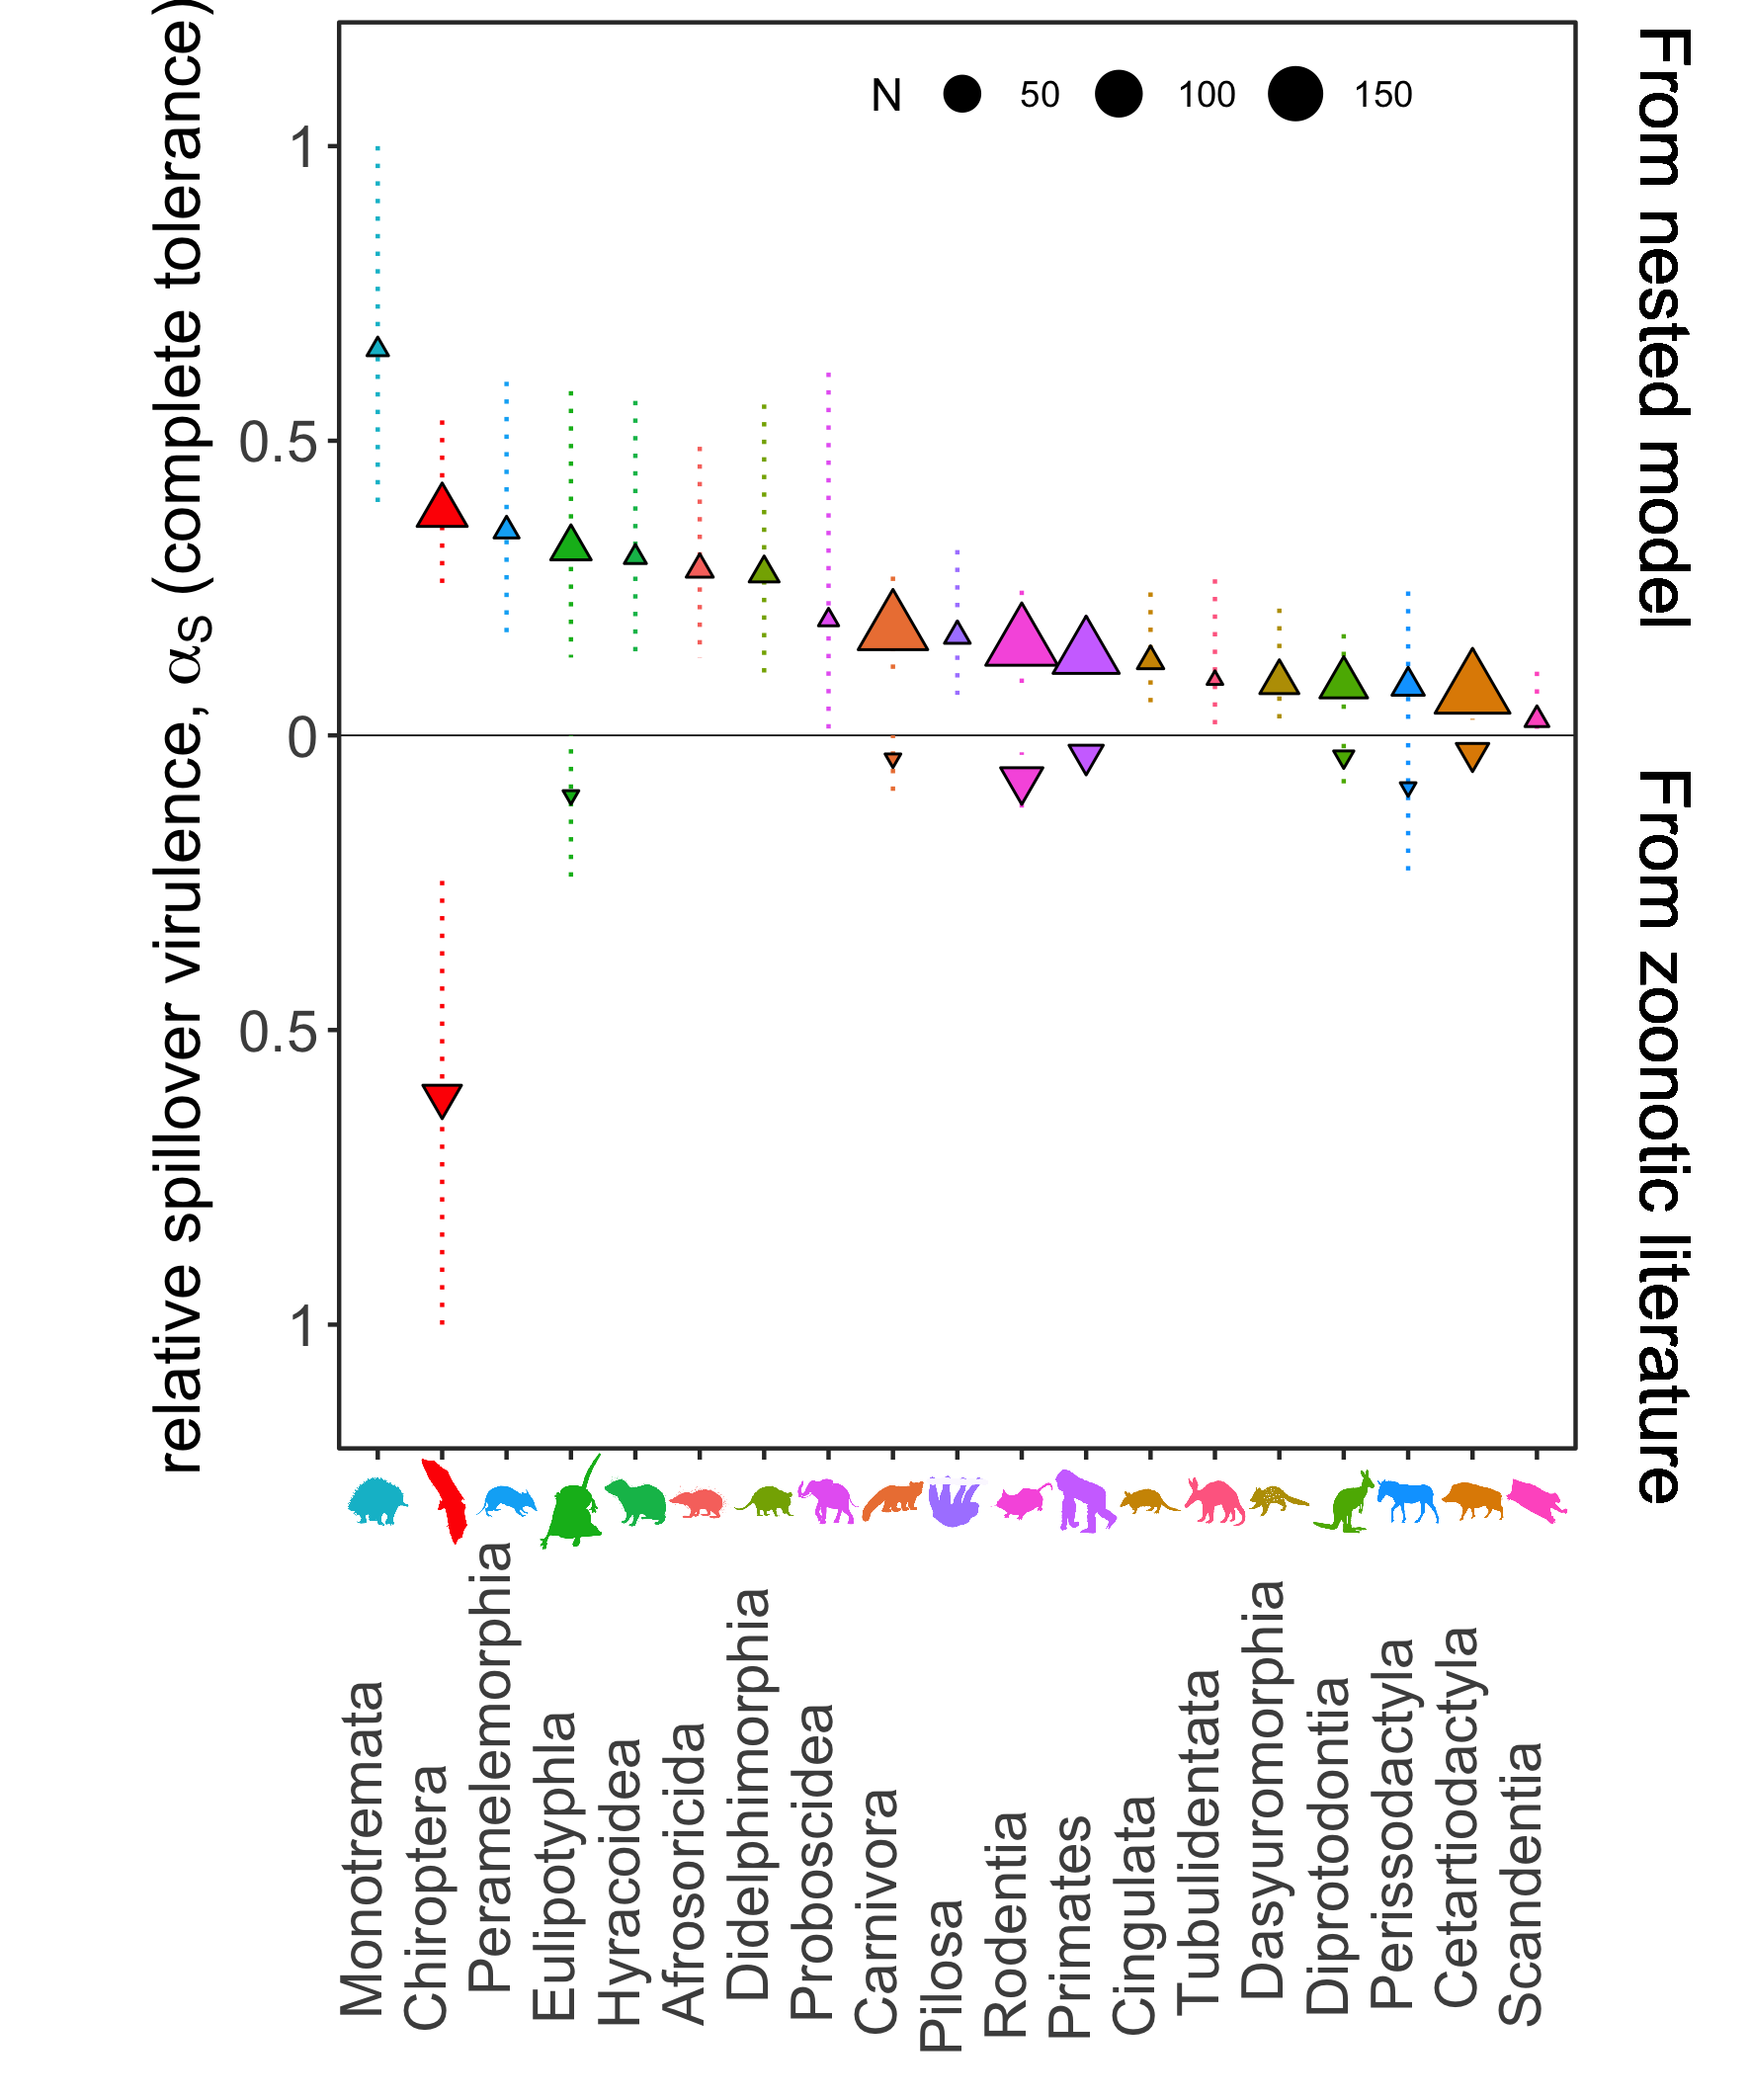 relative spillover virulence, αs (complete tolerance)
From nested model
From zoonotic literature
N 50 100 150
1
0.5
0
0.5
1
Monotremata
Chiroptera
Peramelemorphia
Eulipotyphla
Hyracoidea
Afrosoricida
Didelphimorphia
Proboscidea
Carnivora
Pilosa
Rodentia
Primates
Cingulata
Tubulidentata
Dasyuromorphia
Diprotodontia
Perissodactyla
Cetartiodactyla
Scandentia